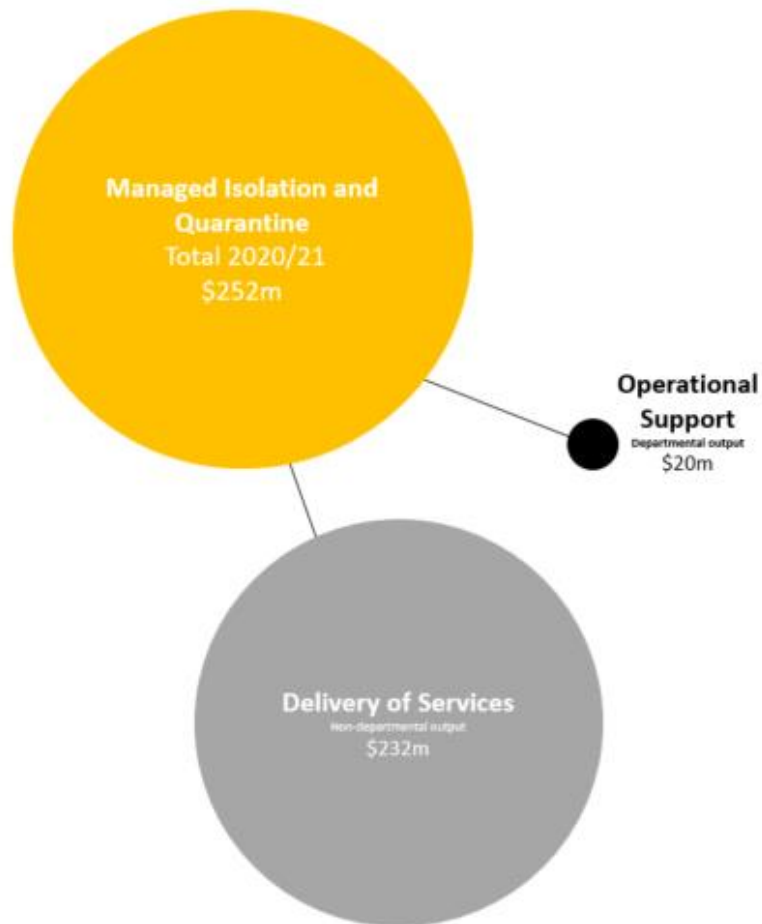 Managed Isolation and
Quarantine
Total 2020/21
$252m
Operational
Support
Departmental output
$20m
Delivery of Services
Non-departmental output
$232m